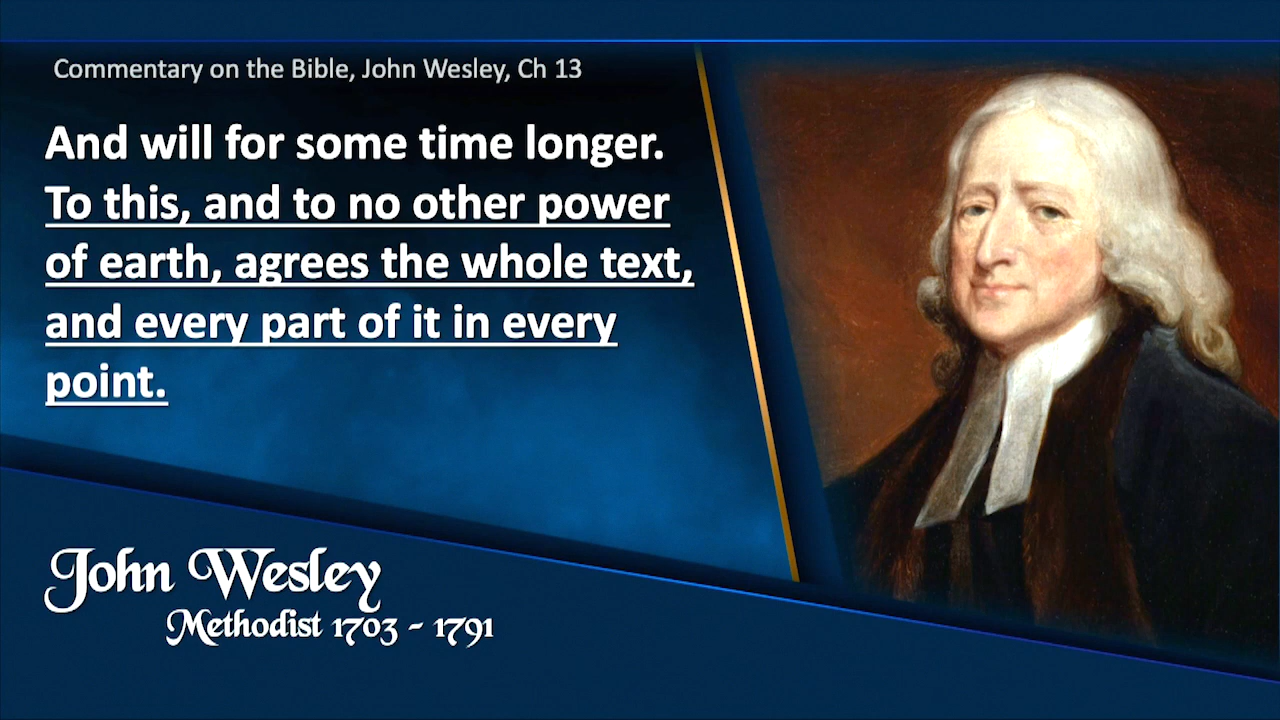 Commentary on the Bible, John Wesley, Ch 13
And will for some time longer.
To this, and to no other power
of earth, agrees the whole text,
and every part of it in every
point.
John Wesley
Methodist 1703 - 1791